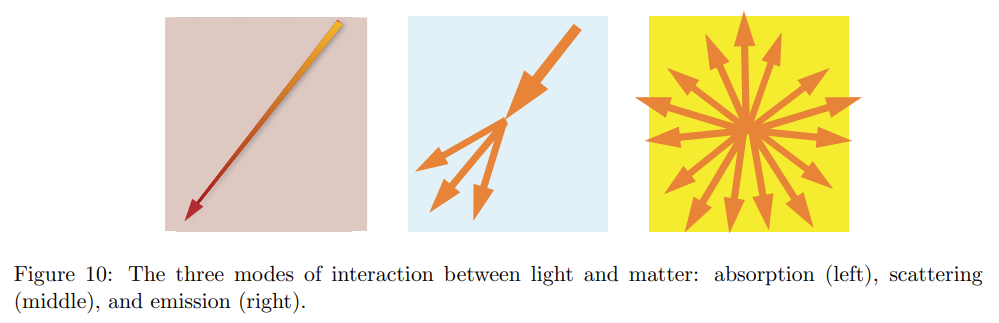 Figure 10: The three modes of interaction between light and matter: absorption (left), scattering
(middle), and emission (right).